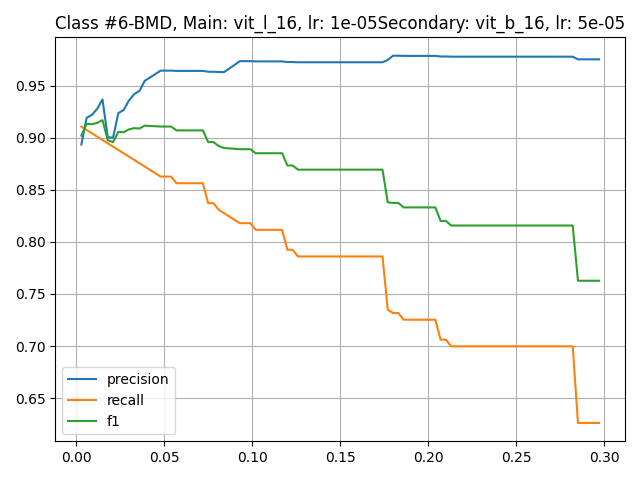 Class #6-BMD, Main: vit_l_16, lr: 1e-05Secondary: vit_b_16, lr: 5e-05
0.95
0.90
0.85
0.80
0.75
0.70
0.65
precision
recall
f1
0.00 0.05 0.10 0.15 0.20 0.25 0.30